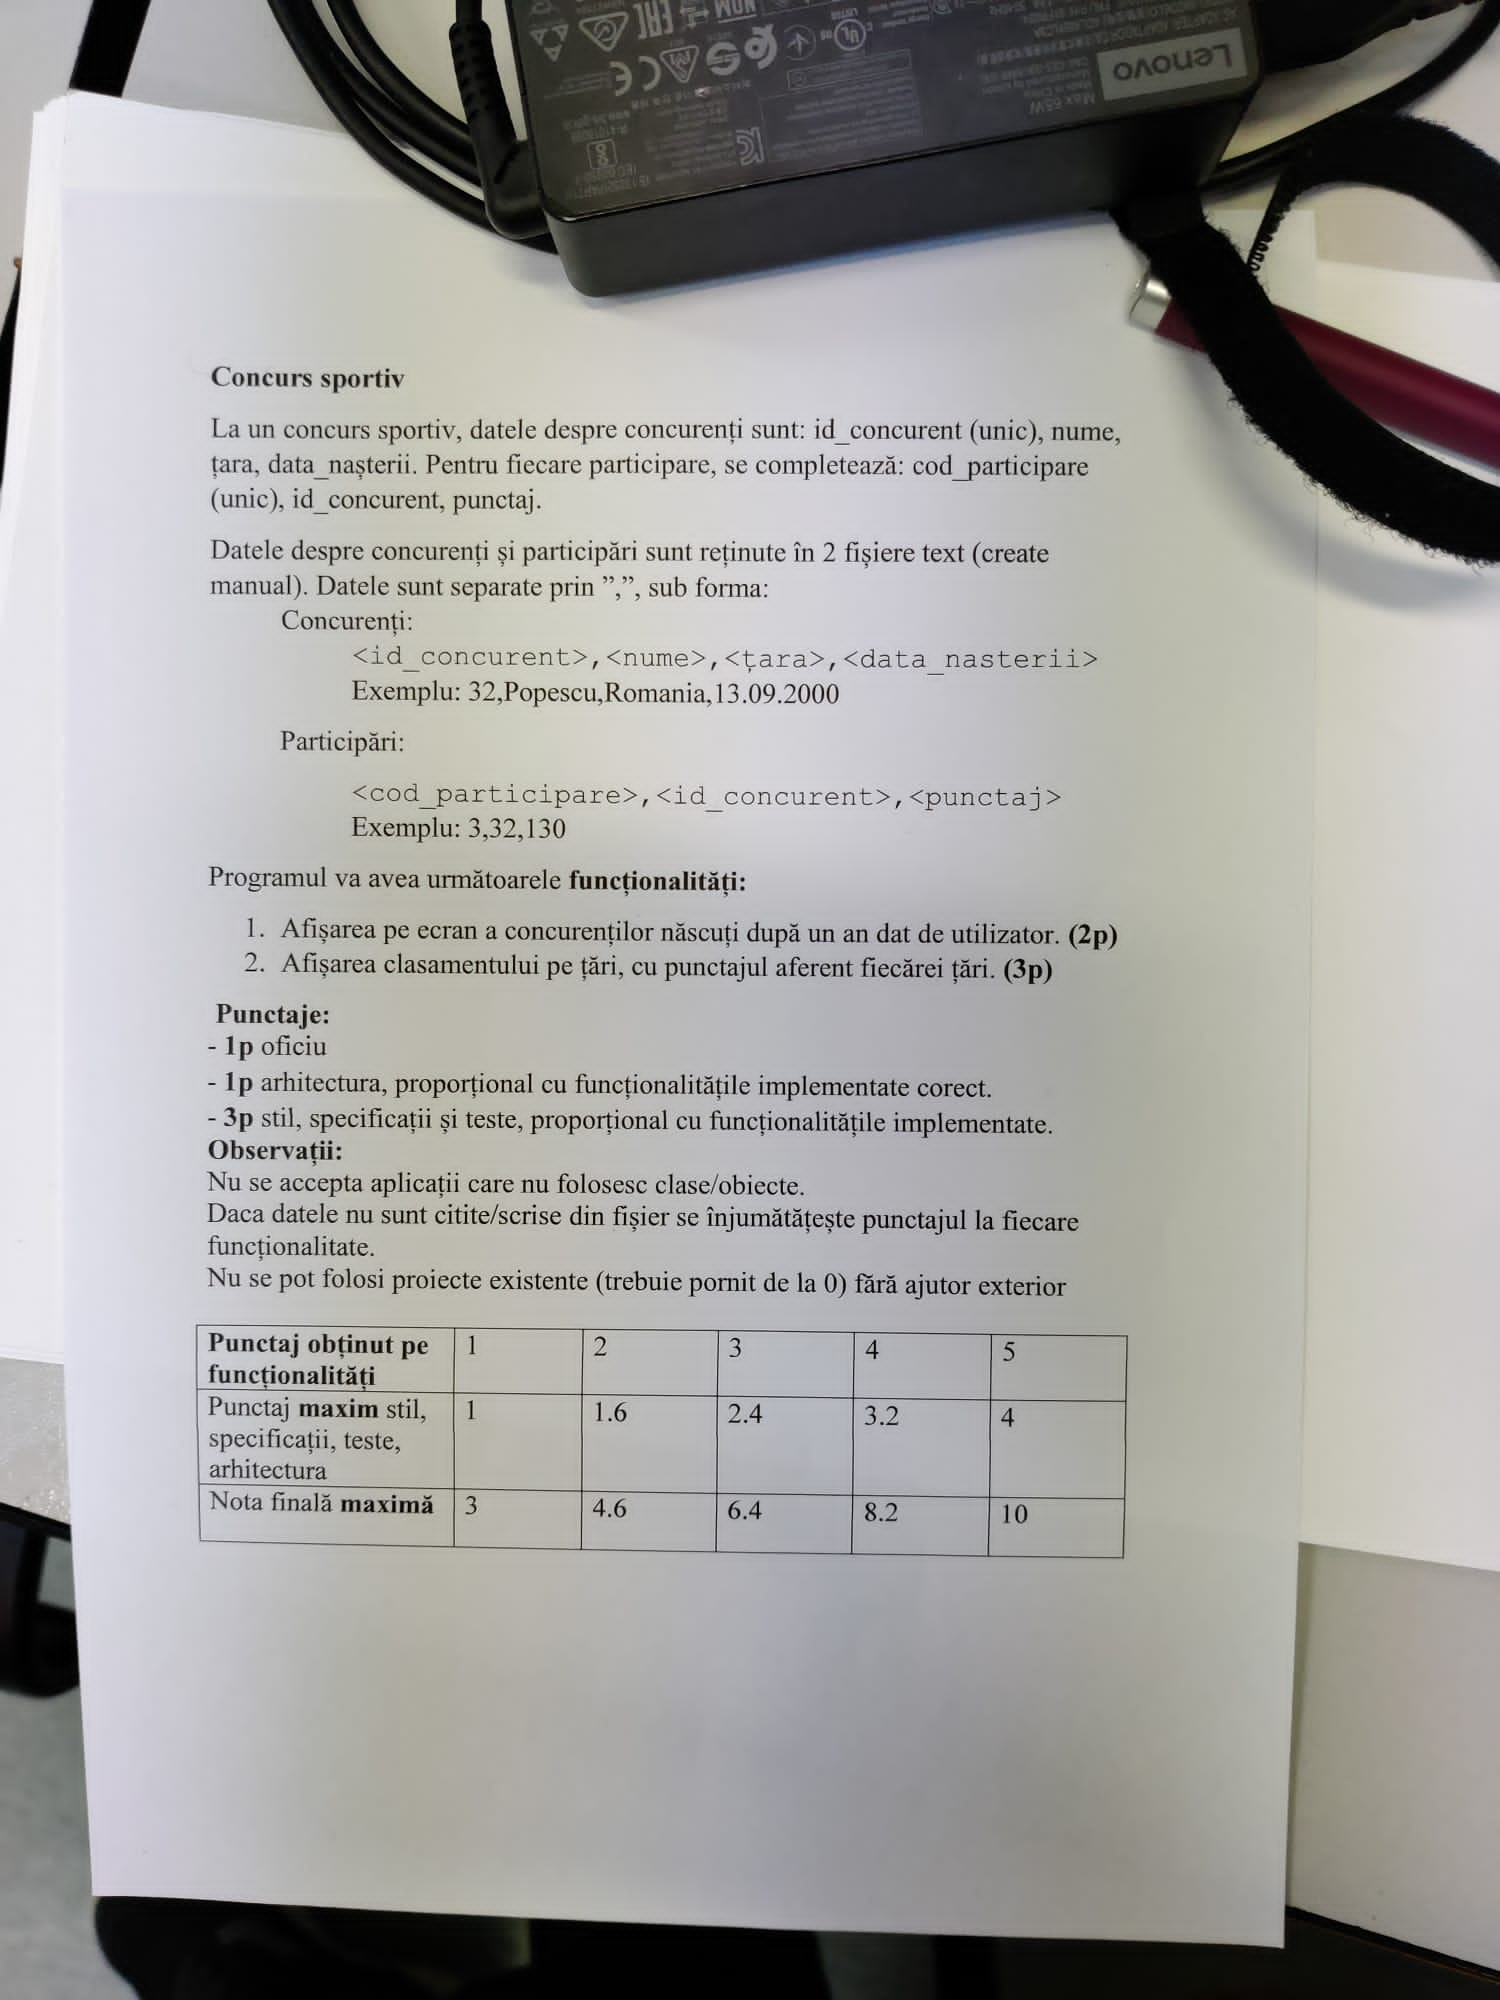 Lenovo
Max 65W
Concurs sportiv
La un concurs sportiv, datele despre concurenți sunt: id_concurent (unic), nume,
țara, data_nașterii. Pentru fiecare participare, se completează: cod_participare
(unic), id_concurent, punctaj.
Datele despre concurenți și participări sunt reținute în 2 fișiere text (create
manual). Datele sunt separate prin ”,”, sub forma:
Concurenți:
<id_concurent>,<nume>,<țara>,<data_nasterii>
Exemplu: 32,Popescu,Romania,13.09.2000
Participări:
<cod_participare>,<id_concurent>,<punctaj>
Exemplu: 3,32,130
Programul va avea următoarele funcționalități:
1. Afișarea pe ecran a concurenților născuți după un an dat de utilizator. (2p)
2. Afișarea clasamentului pe țări, cu punctajul aferent fiecărei țări. (3p)
Punctaje:
- 1p oficiu
- 1p arhitectura, proporțional cu funcționalitățile implementate corect.
- 3p stil, specificații și teste, proporțional cu funcționalitățile implementate.
Observații:
Nu se accepta aplicații care nu folosesc clase/obiecte.
Daca datele nu sunt citite/scrise din fișier se înjumătățește punctajul la fiecare
funcționalitate.
Nu se pot folosi proiecte existente (trebuie pornit de la 0) fără ajutor exterior
Punctaj obținut pe 1 2 3 4 5
funcționalități
Punctaj maxim stil, 1 1.6 2.4 3.2 4
specificații, teste,
arhitectura
Nota finală maximă 3 4.6 6.4 8.2 10